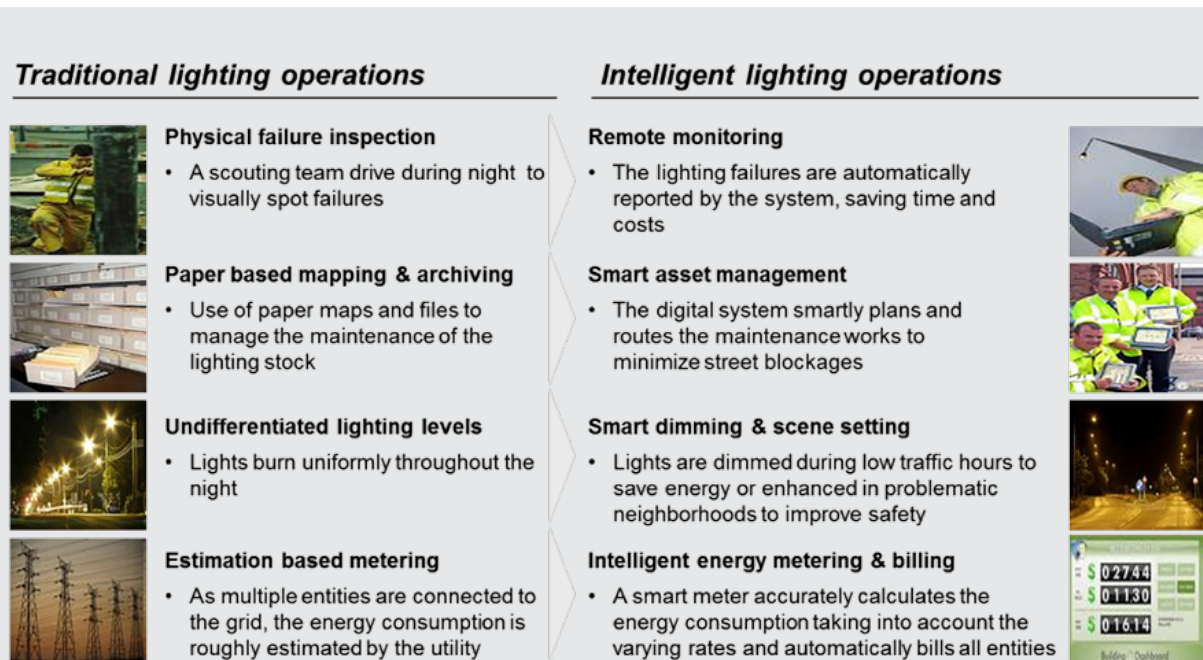 Traditional lighting operations
Intelligent lighting operations
Physical failure inspection
• A scouting team drive during night to
visually spot failures
Remote monitoring
• The lighting failures are automatically
reported by the system, saving time and
costs
Paper based mapping & archiving
• Use of paper maps and files to
manage the maintenance of the
lighting stock
Smart asset management
• The digital system smartly plans and
routes the maintenance works to
minimize street blockages
Undifferentiated lighting levels
• Lights burn uniformly throughout the
night
Smart dimming & scene setting
• Lights are dimmed during low traffic hours to
save energy or enhanced in problematic
neighborhoods to improve safety
Estimation based metering
• As multiple entities are connected to
the grid, the energy consumption is
roughly estimated by the utility
Intelligent energy metering & billing
• A smart meter accurately calculates the
energy consumption taking into account the
varying rates and automatically bills all entities
$ 02744
$ 01130
$ 016.14
Building Dashboard